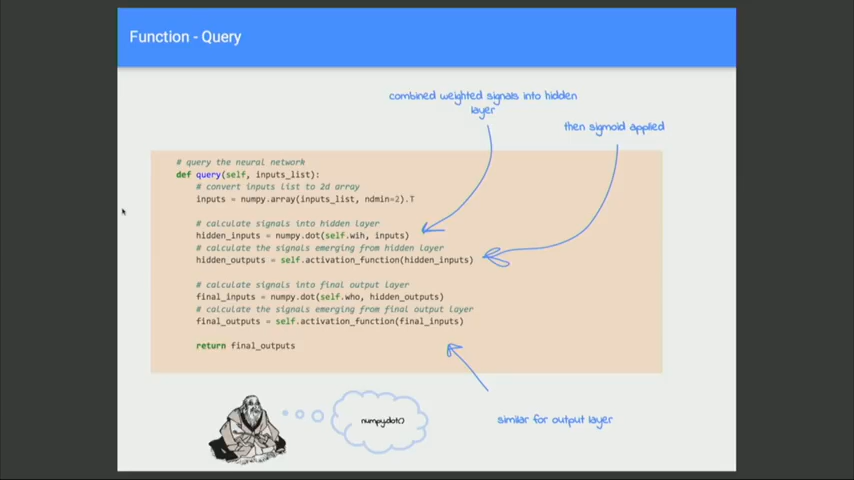 Function - Query
combined weighted signals into hidden
layer
then sigmoid applied
# query the neural network
def query(self, inputs_list):
# convert inputs list to 2d array
inputs = numpy.array(inputs_list, ndmin=2).T
# calculate signals into hidden layer
hidden_inputs = numpy.dot(self.wih, inputs)
# calculate the signals emerging from hidden layer
hidden_outputs = self.activation_function(hidden_inputs)
# calculate signals into final output layer
final_inputs = numpy.dot(self.who, hidden_outputs)
# calculate the signals emerging from final output layer
final_outputs = self.activation_function(final_inputs)
return final_outputs
numpy.dot()
similar for output layer